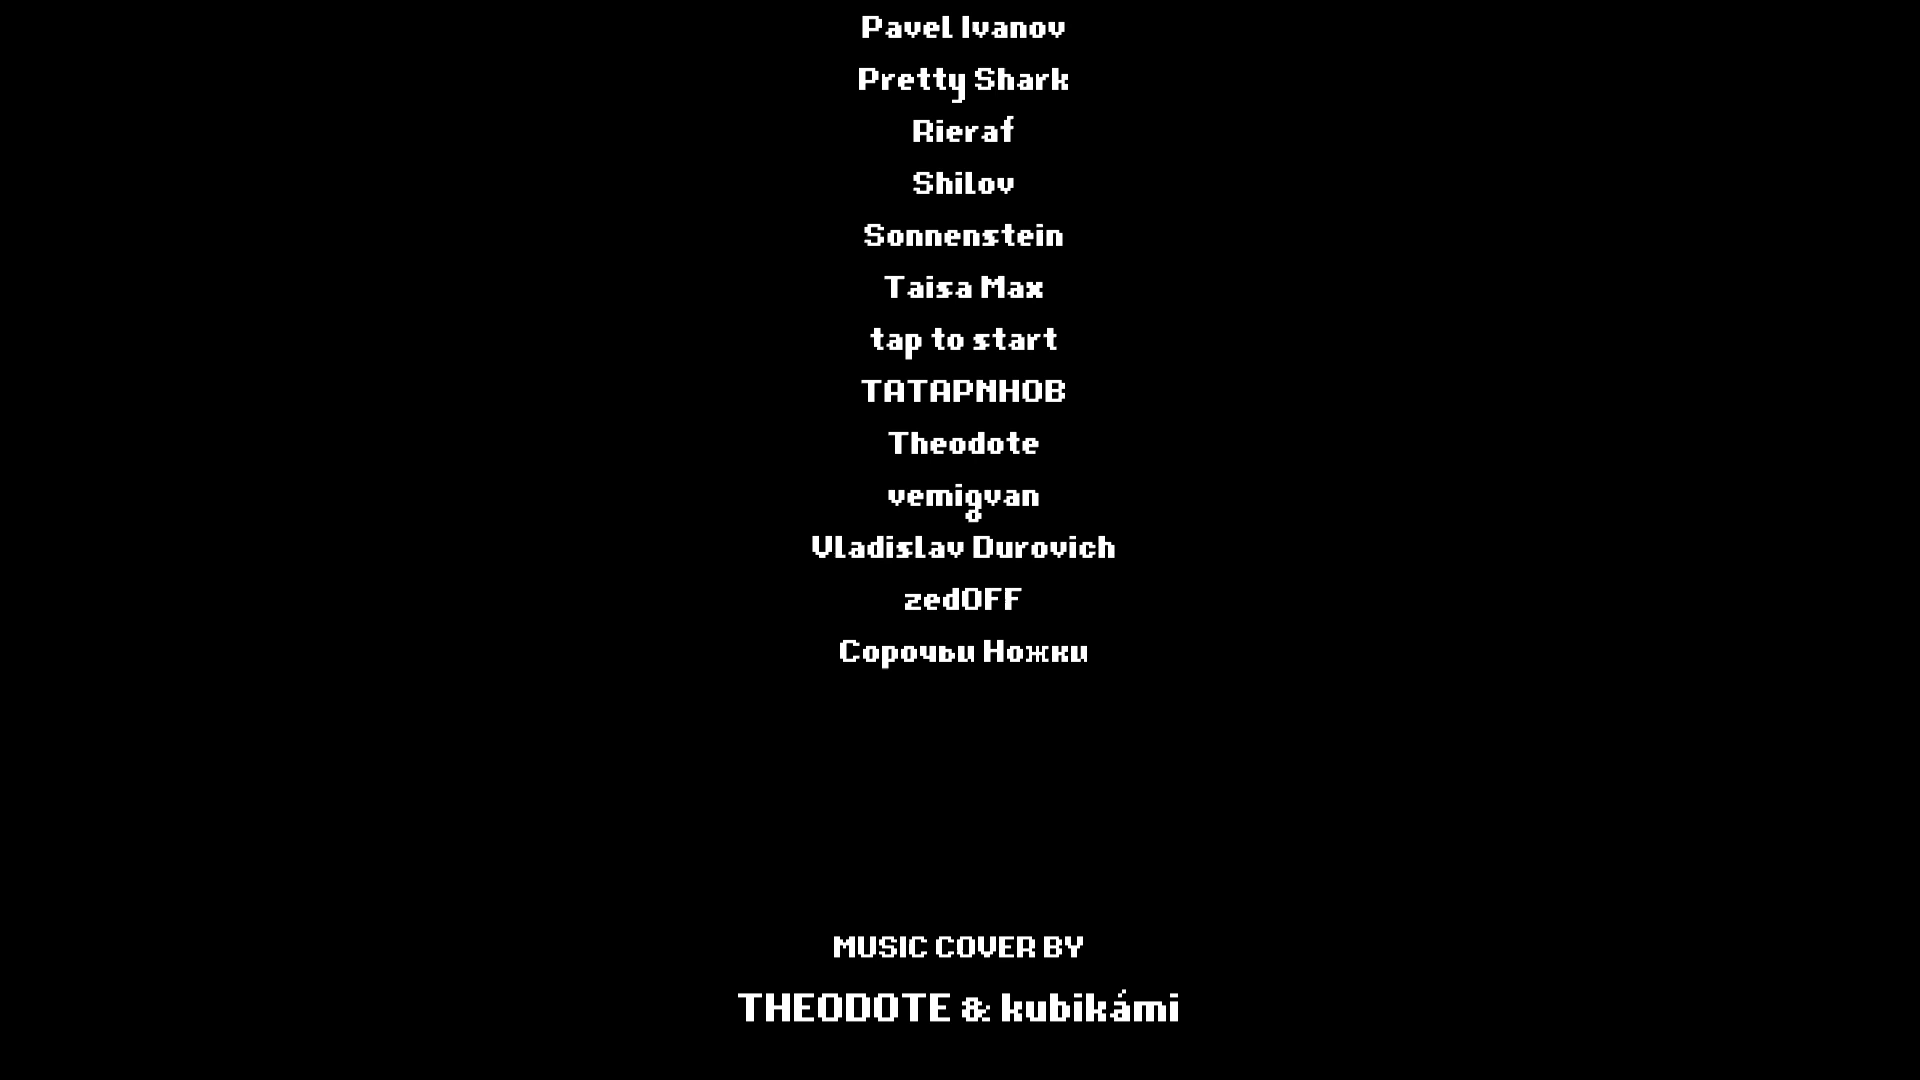 Pavel Ivanov
Pretty Shark
Rieraf
Shilov
Sonnenstein
Taisa Max
tap to start
TATAPNHOB
Theodote
vemigvan
Vladislav Durovich
zedOFF
Сорочьи Ножки
MUSIC COVER BY
THEODOTE & kubikámi